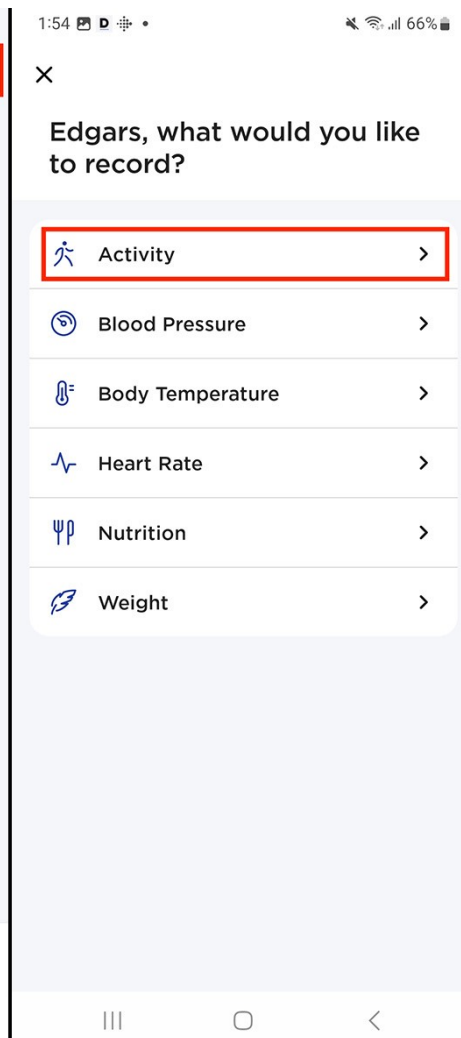 1:54 D 66%
Edgars, what would you like
to record?
Activity
Blood Pressure
Body Temperature
Heart Rate
Nutrition
Weight